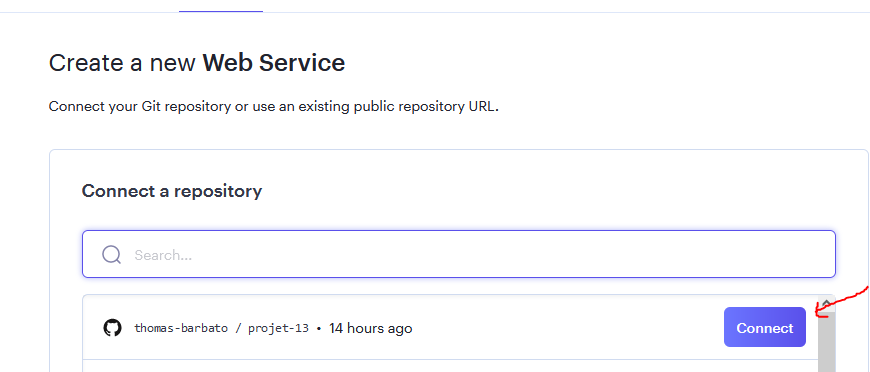 Create a new Web Service
Connect your Git repository or use an existing public repository URL.
Connect a repository
Search...
thomas-barbato / projet-13 • 14 hours ago
Connect